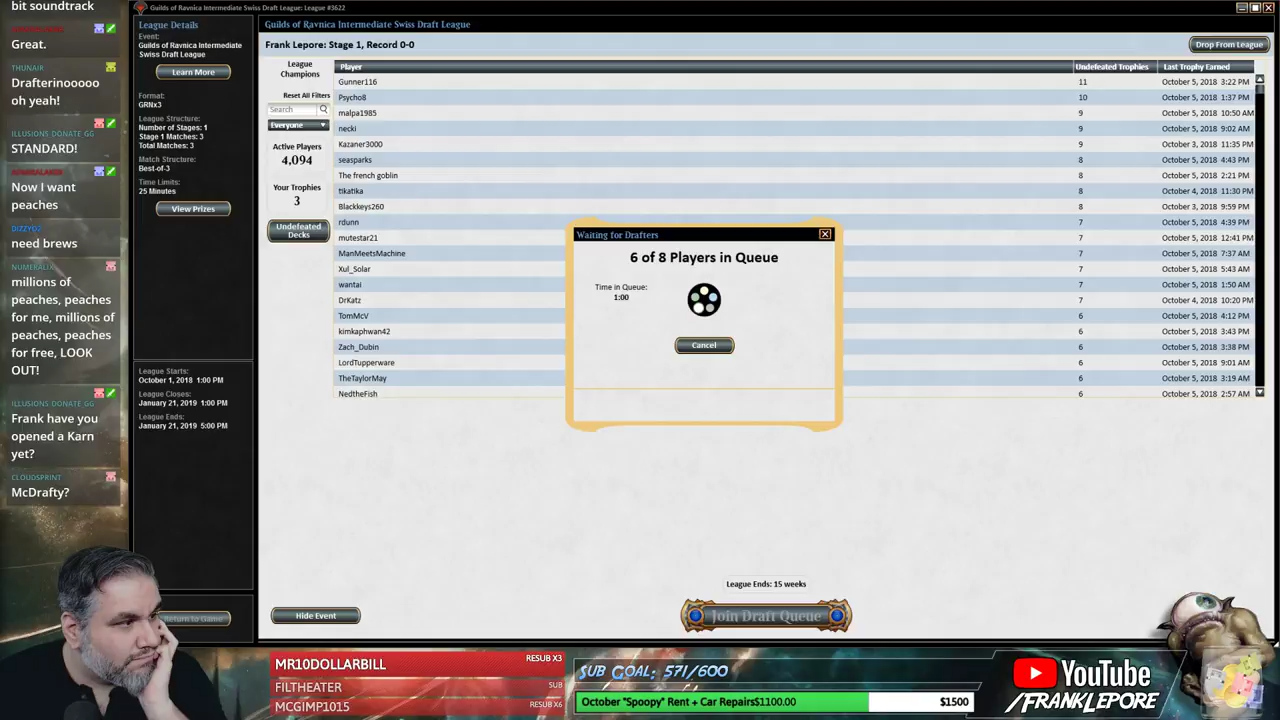 bit soundtrack
Great.
THUNAIR
Drafterinooooo
oh yeah!
ILLUSIONS DONATE GG
STANDARD!
Now I want
peaches
DIZZYD2
need brews
NUMERALIX
millions of
peaches, peaches
for me, millions of
peaches, peaches
for free, LOOK
OUT!
ILLUSIONS DONATE GG
Frank have you
opened a Karn
yet?
CLOUDSPRINT
McDrafty?
Guilds of Ravnica Intermediate Swiss Draft League: League #3622
League Details
Event:
Guilds of Ravnica Intermediate
Swiss Draft League
Learn More
Format:
GRNx3
League Structure:
Number of Stages: 1
Stage 1 Matches: 3
Total Matches: 3
Match Structure:
Best-of-3
Time Limits:
25 Minutes
View Prizes
League Starts:
October 1, 2018 1:00 PM
League Closes:
January 21, 2019 1:00 PM
League Ends:
January 21, 2019 5:00 PM
Return to Game
Guilds of Ravnica Intermediate Swiss Draft League
Frank Lepore: Stage 1, Record 0-0
Drop From League
League
Champions
Reset All Filters
Search
Everyone
Active Players
4,094
Your Trophies
3
Undefeated
Decks
Player Undefeated Trophies Last Trophy Earned
Gunner116 11 October 5, 2018 3:22 PM
Psycho8 10 October 5, 2018 1:37 PM
malpa1985 9 October 5, 2018 10:50 AM
necki 9 October 5, 2018 9:02 AM
Kazaner3000 9 October 3, 2018 11:35 PM
seasparks 8 October 5, 2018 4:43 PM
The french goblin 8 October 5, 2018 2:21 PM
tikatika 8 October 4, 2018 11:30 PM
Blackkeys260 8 October 3, 2018 9:59 PM
rdunn 7 October 5, 2018 4:39 PM
mutestar21 7 October 5, 2018 12:41 PM
ManMeetsMachine 7 October 5, 2018 7:37 AM
Xul_Solar 7 October 5, 2018 5:43 AM
wantai 7 October 5, 2018 1:50 AM
DrKatz 7 October 4, 2018 10:20 PM
TomMcV 6 October 5, 2018 4:12 PM
kimkaphwan42 6 October 5, 2018 3:43 PM
Zach_Dubin 6 October 5, 2018 3:38 PM
LordTupperware 6 October 5, 2018 9:01 AM
TheTaylorMay 6 October 5, 2018 3:19 AM
NedtheFish 6 October 5, 2018 2:57 AM
Waiting for Drafters
6 of 8 Players in Queue
Time in Queue:
1:00
Cancel
League Ends: 15 weeks
Hide Event
Join Draft Queue
MR10DOLLARBILL RESUB X3
FILTHEATER SUB
MCGIMP1015 RESUB X6
SUB GOAL: 571/600
October "Spoopy" Rent + Car Repairs$1100.00 $1500
YouTube
/FRANKLEPORE